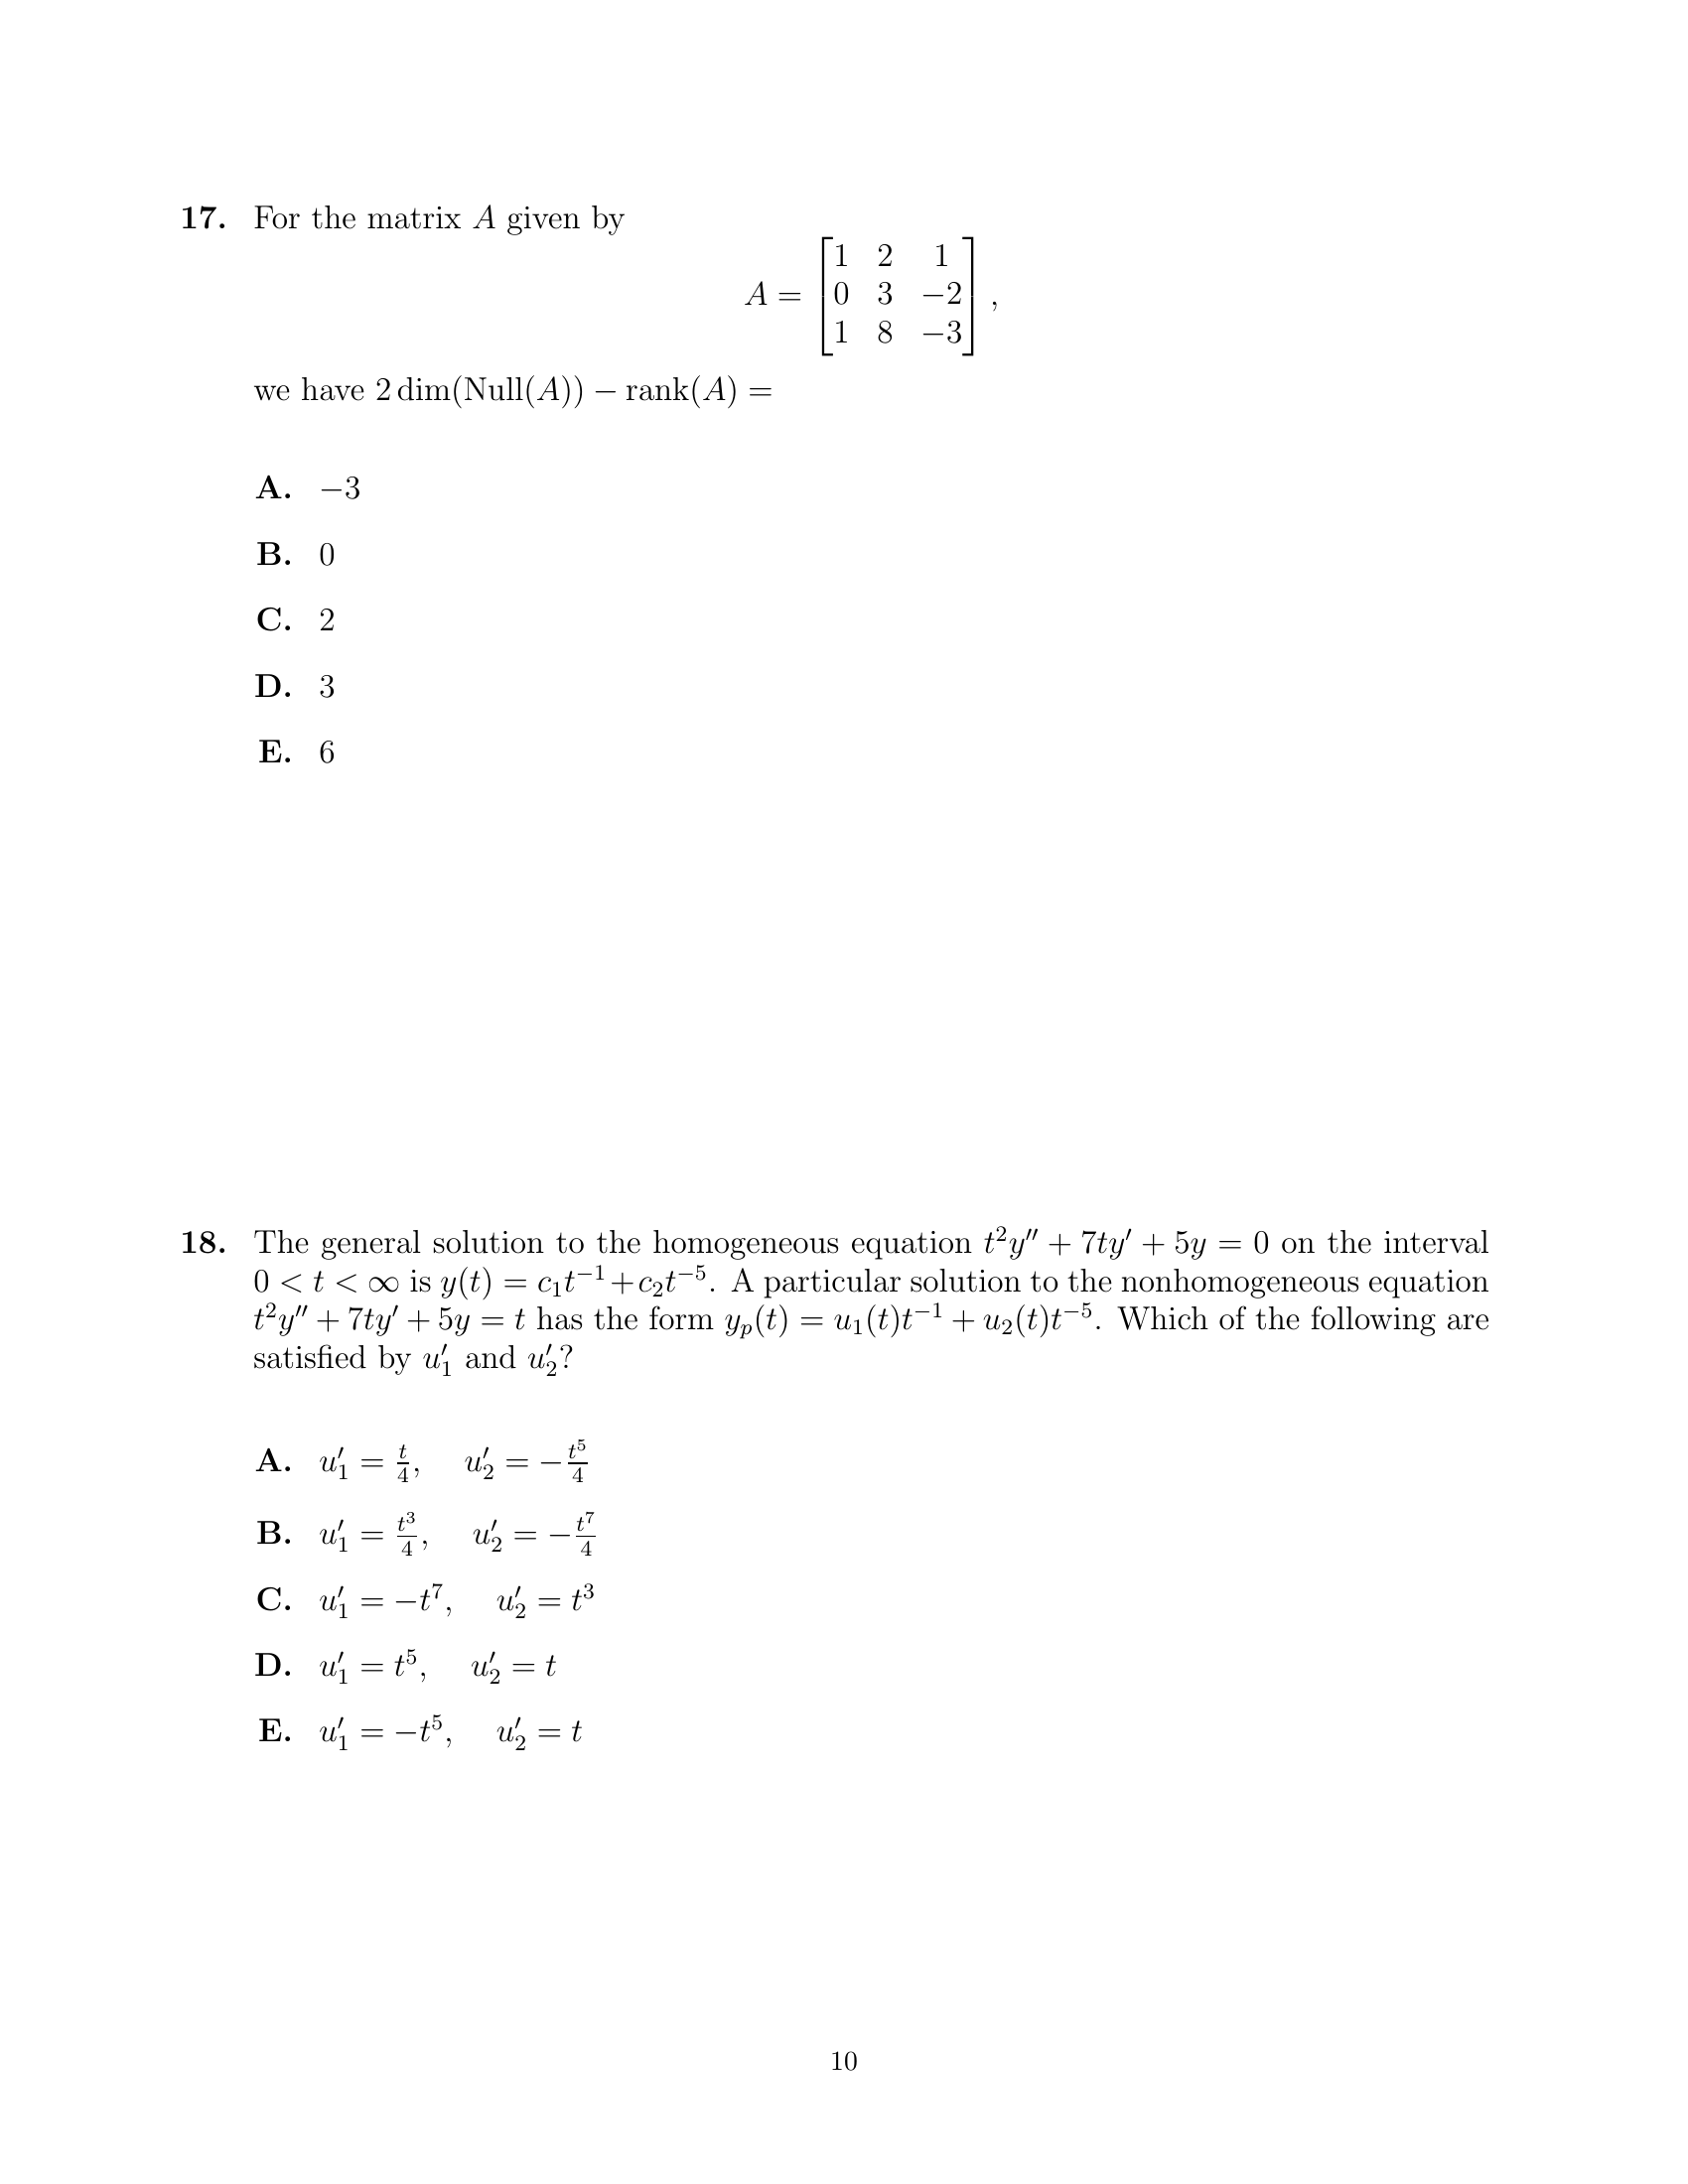 17. For the matrix A given by
A = \begin{bmatrix} 1 & 2 & 1 \\ 0 & 3 & -2 \\ 1 & 8 & -3 \end{bmatrix},
we have 2 dim(Null(A)) − rank(A) =
A. −3
B. 0
C. 2
D. 3
E. 6
18. The general solution to the homogeneous equation $t^2y'' + 7ty' + 5y = 0$ on the interval
$0 < t < \infty$ is $y(t) = c_1t^{-1} + c_2t^{-5}$. A particular solution to the nonhomogeneous equation
$t^2y'' + 7ty' + 5y = t$ has the form $y_p(t) = u_1(t)t^{-1} + u_2(t)t^{-5}$. Which of the following are
satisfied by $u_1'$ and $u_2'$?
A. $u_1' = \frac{t}{4}, \quad u_2' = -\frac{t^5}{4}$
B. $u_1' = \frac{t^3}{4}, \quad u_2' = -\frac{t^7}{4}$
C. $u_1' = -t^7, \quad u_2' = t^3$
D. $u_1' = t^5, \quad u_2' = t$
E. $u_1' = -t^5, \quad u_2' = t$
10